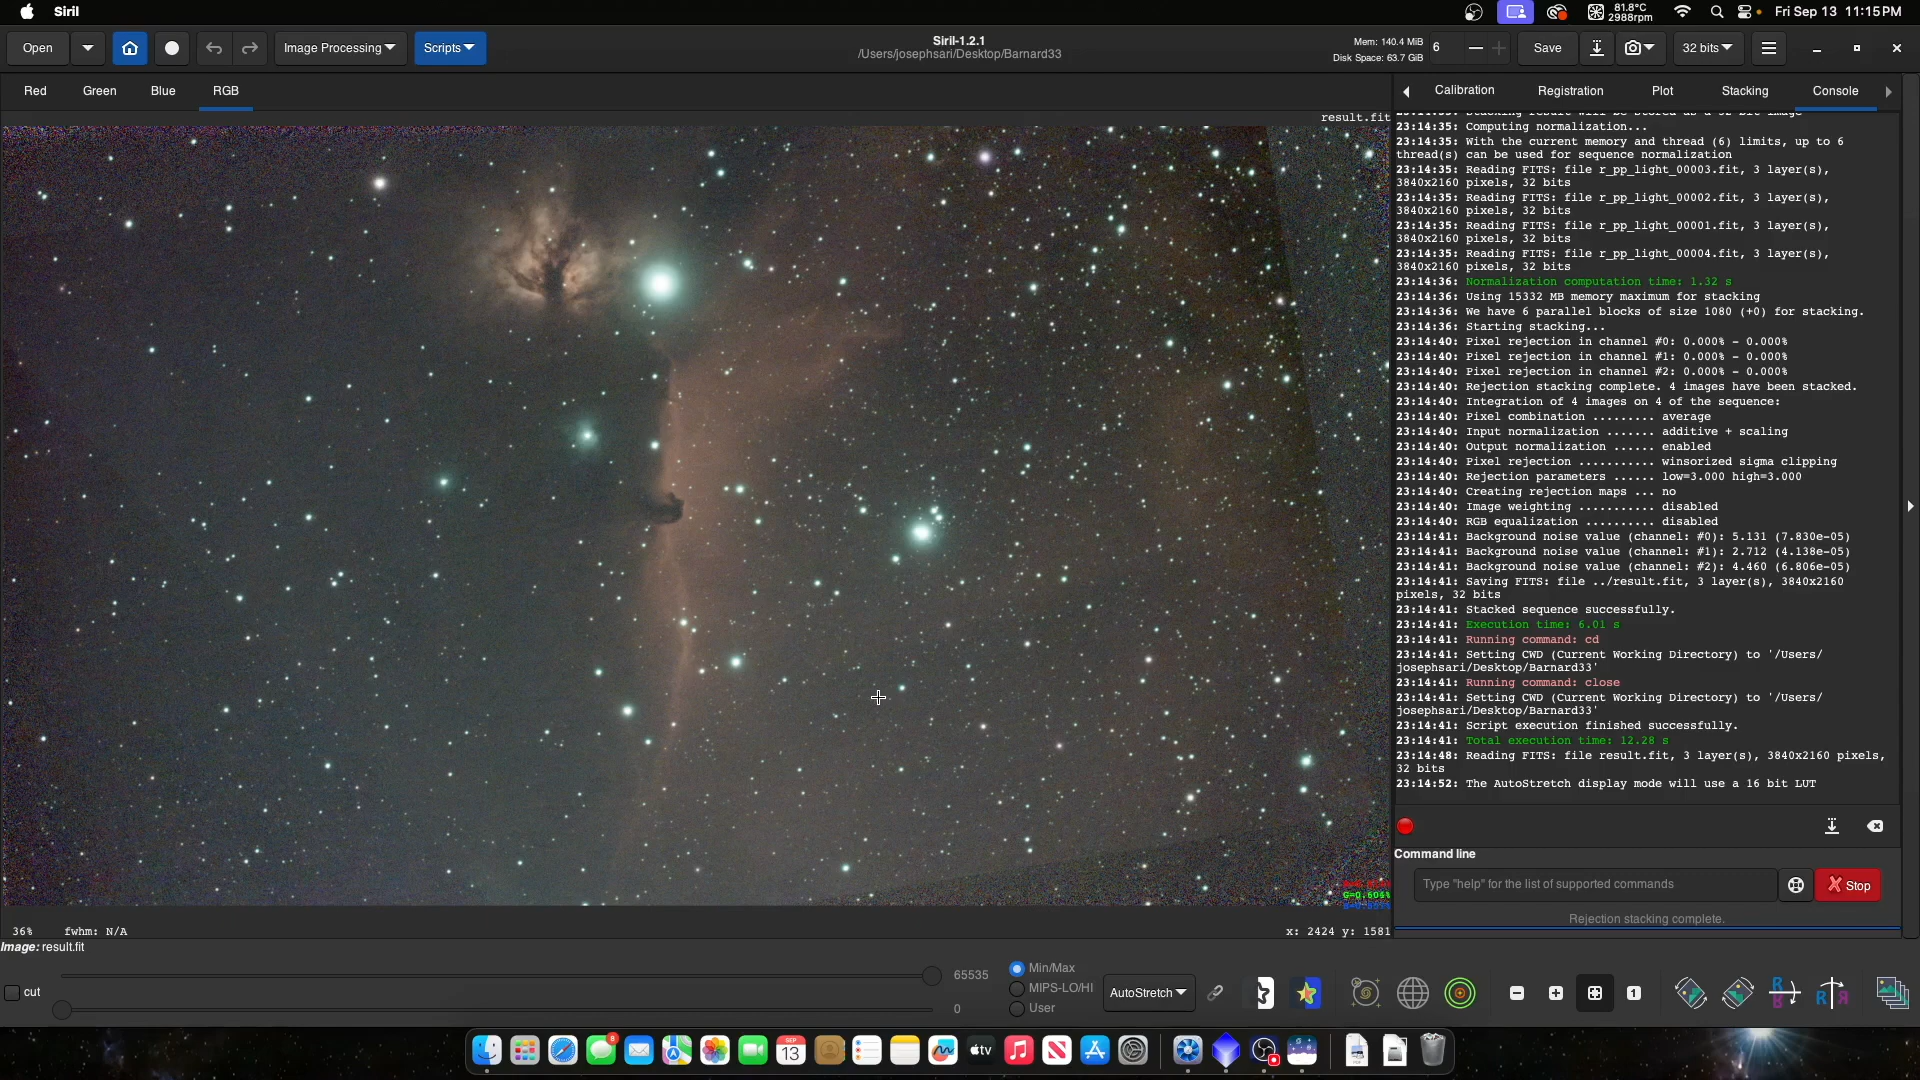 Siril
81.8°C
2988rpm
Fri Sep 13 11:15PM
Open
Image Processing
Scripts
Siril-1.2.1
/Users/josephsari/Desktop/Barnard33
Mem: 140.4 MiB
Disk Space: 63.7 GiB
6
Save
32 bits
Red
Green
Blue
RGB
Calibration
Registration
Plot
Stacking
Console
result.fit
23:14:35: Stacking result will be stored as a 32-bit image
23:14:35: Computing normalization...
23:14:35: With the current memory and thread (6) limits, up to 6
thread(s) can be used for sequence normalization
23:14:35: Reading FITS: file r_pp_light_00003.fit, 3 layer(s),
3840x2160 pixels, 32 bits
23:14:35: Reading FITS: file r_pp_light_00002.fit, 3 layer(s),
3840x2160 pixels, 32 bits
23:14:35: Reading FITS: file r_pp_light_00001.fit, 3 layer(s),
3840x2160 pixels, 32 bits
23:14:35: Reading FITS: file r_pp_light_00004.fit, 3 layer(s),
3840x2160 pixels, 32 bits
23:14:36: Normalization computation time: 1.32 s
23:14:36: Using 15332 MB memory maximum for stacking
23:14:36: We have 6 parallel blocks of size 1080 (+0) for stacking.
23:14:36: Starting stacking...
23:14:40: Pixel rejection in channel #0: 0.000% - 0.000%
23:14:40: Pixel rejection in channel #1: 0.000% - 0.000%
23:14:40: Pixel rejection in channel #2: 0.000% - 0.000%
23:14:40: Rejection stacking complete. 4 images have been stacked.
23:14:40: Integration of 4 images on 4 of the sequence:
23:14:40: Pixel combination ......... average
23:14:40: Input normalization ....... additive + scaling
23:14:40: Output normalization ...... enabled
23:14:40: Pixel rejection ........... winsorized sigma clipping
23:14:40: Rejection parameters ...... low=3.000 high=3.000
23:14:40: Creating rejection maps ... no
23:14:40: Image weighting ........... disabled
23:14:40: RGB equalization .......... disabled
23:14:41: Background noise value (channel: #0): 5.131 (7.830e-05)
23:14:41: Background noise value (channel: #1): 2.712 (4.138e-05)
23:14:41: Background noise value (channel: #2): 4.460 (6.806e-05)
23:14:41: Saving FITS: file ../result.fit, 3 layer(s), 3840x2160
pixels, 32 bits
23:14:41: Stacked sequence successfully.
23:14:41: Execution time: 6.01 s
23:14:41: Running command: cd
23:14:41: Setting CWD (Current Working Directory) to '/Users/
josephsari/Desktop/Barnard33'
23:14:41: Running command: close
23:14:41: Setting CWD (Current Working Directory) to '/Users/
josephsari/Desktop/Barnard33'
23:14:41: Script execution finished successfully.
23:14:41: Total execution time: 12.28 s
23:14:48: Reading FITS: file result.fit, 3 layer(s), 3840x2160 pixels,
32 bits
23:14:52: The AutoStretch display mode will use a 16 bit LUT
Command line
Type "help" for the list of supported commands
Stop
Rejection stacking complete.
G=0.604%
36%
fwhm: N/A
x: 2424 y: 1581
Image: result.fit
cut
65535
0
Min/Max
MIPS-LO/HI
User
AutoStretch
1
8
SEP
13
tv